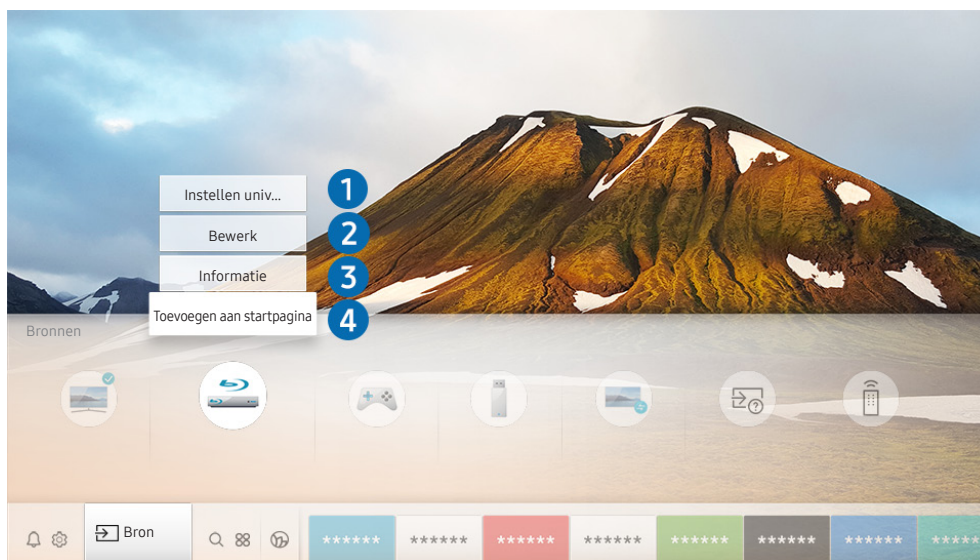 Instellen univ...
1
Bewerk
2
Informatie
3
Toevoegen aan startpagina
4
Bronnen
Bron
****** ****** ****** ****** ****** ****** ****** *****